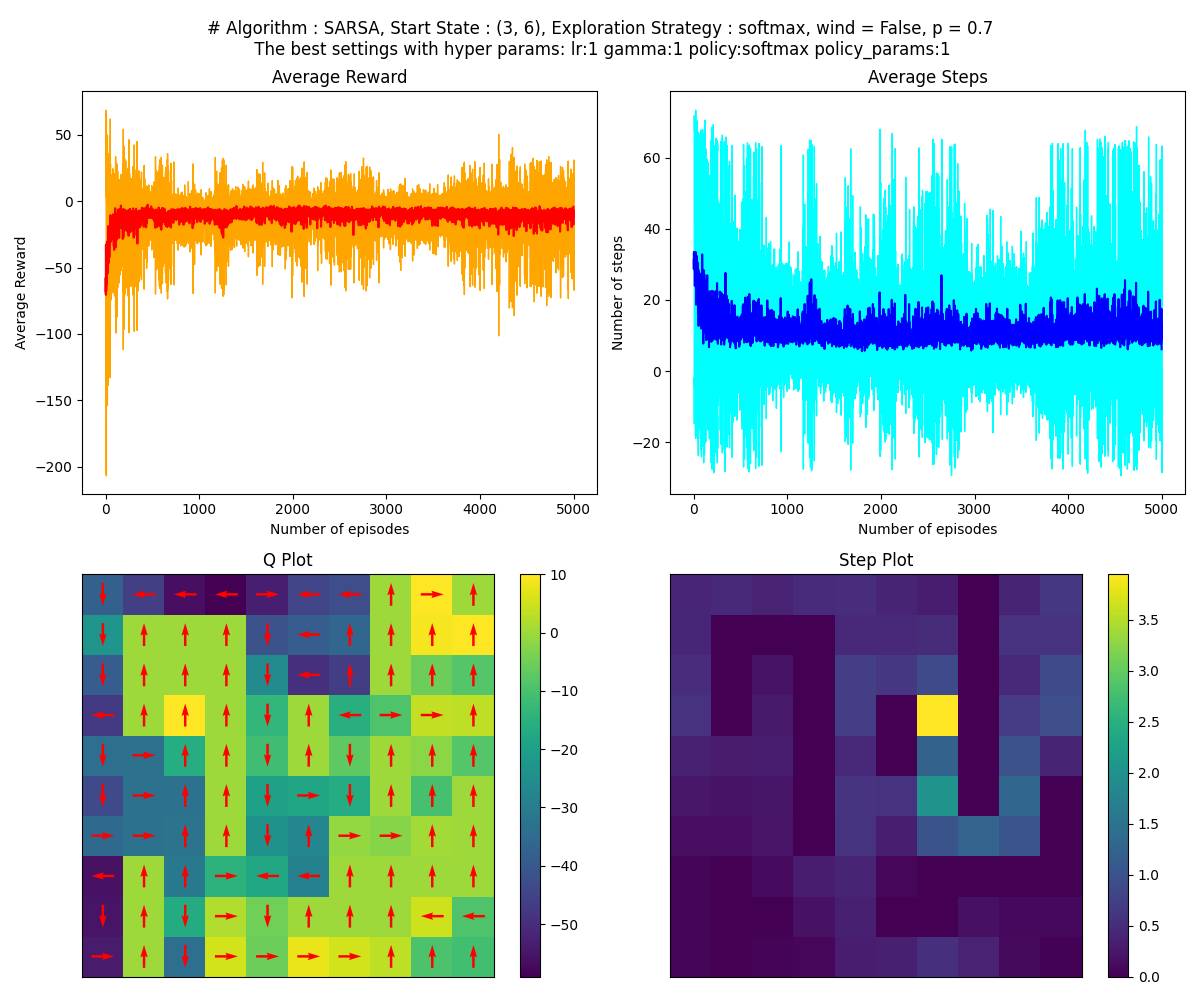 # Algorithm : SARSA, Start State : (3, 6), Exploration Strategy : softmax, wind = False, p = 0.7
The best settings with hyper params: lr:1 gamma:1 policy:softmax policy_params:1
Average Reward
Average Reward
50
0
−50
−100
−150
−200
0 1000 2000 3000 4000 5000
Number of episodes
Average Steps
Number of steps
60
40
20
0
−20
0 1000 2000 3000 4000 5000
Number of episodes
Q Plot
10
0
−10
−20
−30
−40
−50
Step Plot
3.5
3.0
2.5
2.0
1.5
1.0
0.5
0.0